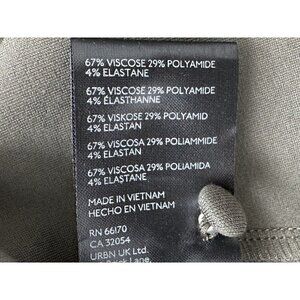 67% VISCOSE 29% POLYAMIDE
4% ELASTANE
67% VISCOSE 29% POLYAMIDE
4% ÉLASTHANNE
67% VISKOSE 29% POLYAMID
4% ELASTAN
67% VISCOSA 29% POLIAMMIDE
4% ELASTAN
67% VISCOSA 29% POLIAMIDA
4% ELASTANE
MADE IN VIETNAM
HECHO EN VIETNAM
RN 66170
CA 32054
URBN UK Ltd.
Lane,